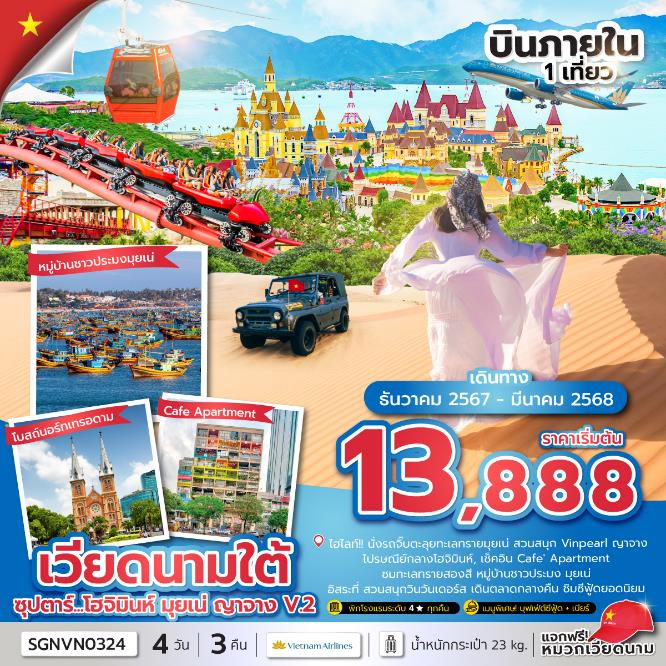 บินภายใน
1 เที่ยว
หมู่บ้านชาวประมงมุยเน่
โบสถ์นอร์ทเทรอดาม
Cafe Apartment
เดินทาง
ธันวาคม 2567 - มีนาคม 2568
ราคาเริ่มต้น
13,888
ไฮไลท์!! นั่งรถจี๊ปตะลุยทะเลทรายมุยเน่ สวนสนุก Vinpearl ญาจาง
ไปรษณีย์กลางโฮจิมินห์, เช็คอิน Cafe' Apartment
ชมทะเลทรายสองสี หมู่บ้านชาวประมง มุยเน่
อิสระที่ สวนสนุกวินวันเดอร์ส เดินตลาดกลางคืน ชิมซีฟู้ดยอดนิยม
พักโรงแรมระดับ 4★ ทุกคืน
เมนูพิเศษ! บุฟเฟ่ต์ซีฟู้ด + เบียร์
เวียดนามใต้
ซุปตาร์...โฮจิมินห์ มุยเน่ ญาจาง V.2
SGNVN0324
4 วัน
3 คืน
Vietnam Airlines
น้ำหนักกระเป๋า 23 kg.
แจกฟรี!
หมวกเวียดนาม